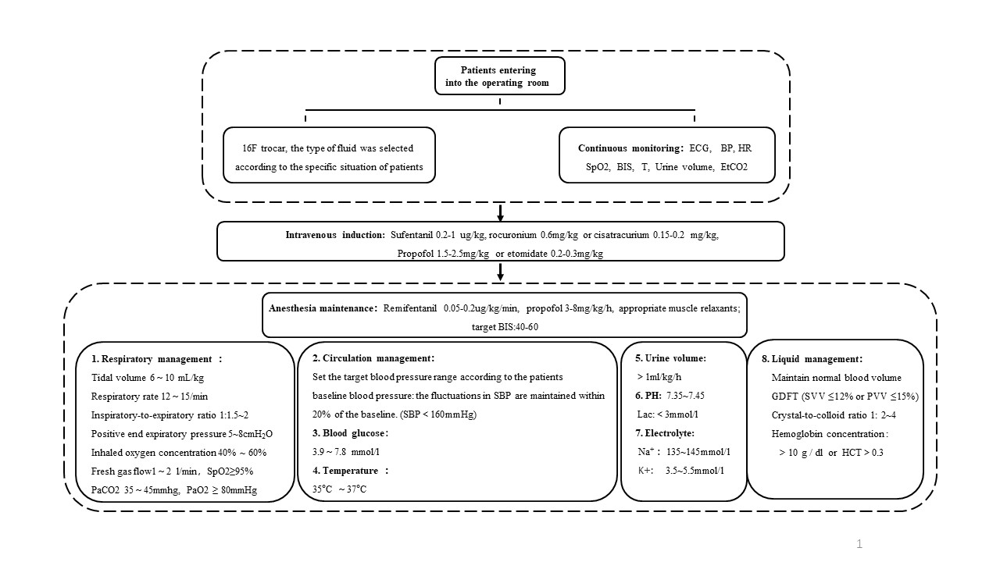 Patients entering
into the operating room
16F trocar, the type of fluid was selected
according to the specific situation of patients
Continuous monitoring: ECG, BP, HR
SpO2, BIS, T, Urine volume, EtCO2
Intravenous induction: Sufentanil 0.2-1 ug/kg, rocuronium 0.6mg/kg or cisatracurium 0.15-0.2 mg/kg,
Propofol 1.5-2.5mg/kg or etomidate 0.2-0.3mg/kg
Anesthesia maintenance: Remifentanil 0.05-0.2ug/kg/min, propofol 3-8mg/kg/h, appropriate muscle relaxants;
target BIS:40-60
1. Respiratory management :
Tidal volume 6 ~ 10 mL/kg
Respiratory rate 12 ~ 15/min
Inspiratory-to-expiratory ratio 1:1.5~2
Positive end expiratory pressure 5~8cmH₂O
Inhaled oxygen concentration 40% ~ 60%
Fresh gas flow1 ~ 2 l/min, SpO2≥95%
PaCO2 35 ~ 45mmhg, PaO2 ≥ 80mmHg
2. Circulation management:
Set the target blood pressure range according to the patients
baseline blood pressure: the fluctuations in SBP are maintained within
20% of the baseline. (SBP < 160mmHg)
3. Blood glucose:
3.9 ~ 7.8 mmol/l
4. Temperature :
35°C ~ 37°C
5. Urine volume:
> 1ml/kg/h
6. PH: 7.35~7.45
Lac: < 3mmol/l
7. Electrolyte:
Na⁺ : 135~145mmol/l
K+: 3.5~5.5mmol/l
8. Liquid management:
Maintain normal blood volume
GDFT (SVV ≤12% or PVV ≤15%)
Crystal-to-colloid ratio 1: 2~4
Hemoglobin concentration:
> 10 g / dl or HCT > 0.3
1